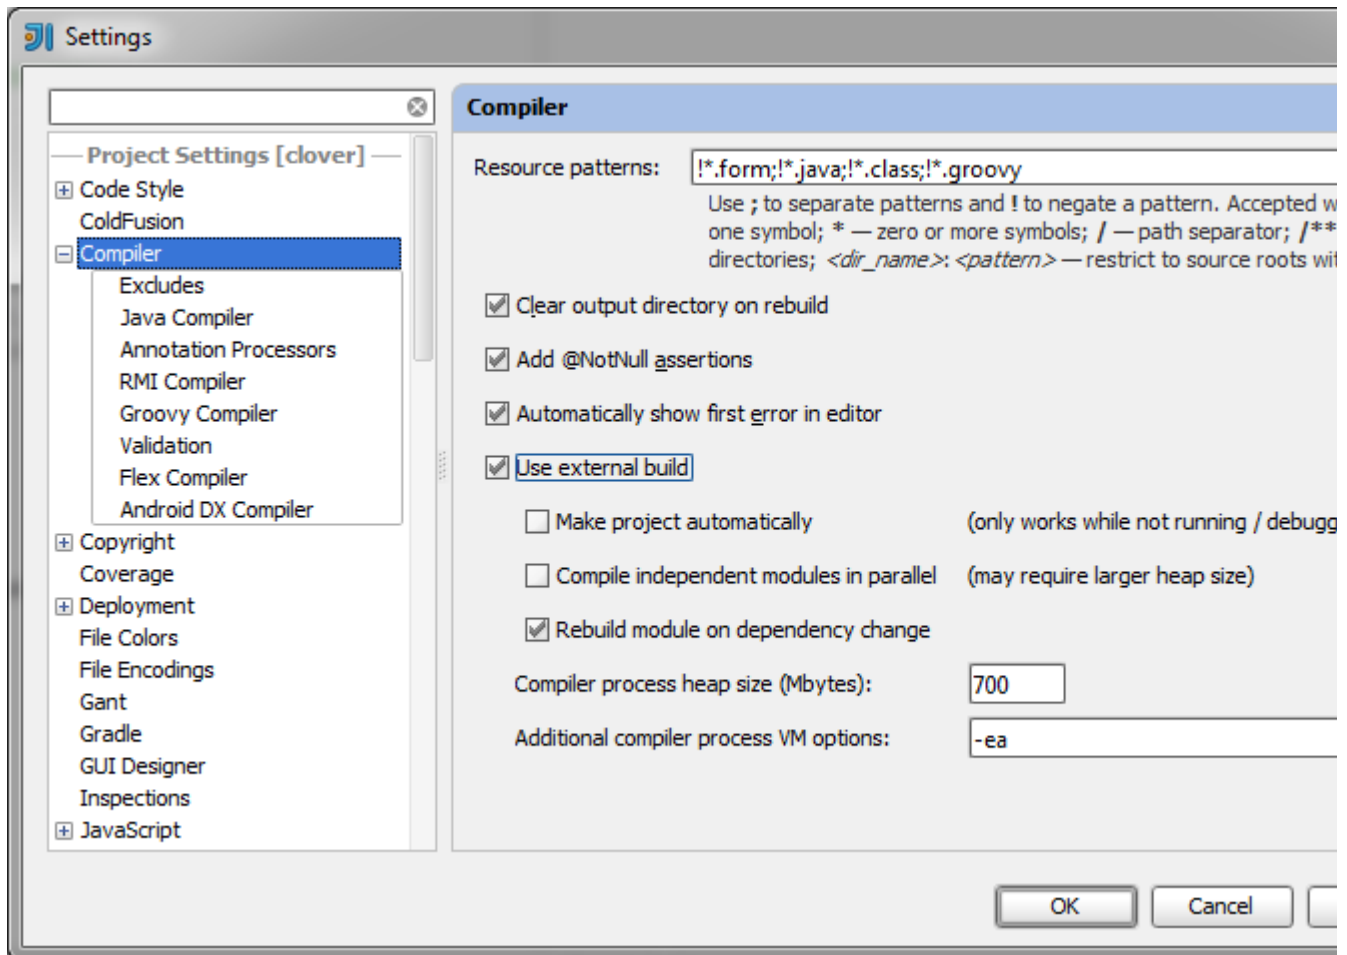 Settings
Project Settings [clover]
Code Style
ColdFusion
Compiler
Excludes
Java Compiler
Annotation Processors
RMI Compiler
Groovy Compiler
Validation
Flex Compiler
Android DX Compiler
Copyright
Coverage
Deployment
File Colors
File Encodings
Gant
Gradle
GUI Designer
Inspections
JavaScript
Compiler
Resource patterns: !*.form;!*.java;!*.class;!*.groovy
Use ; to separate patterns and ! to negate a pattern. Accepted
one symbol; * — zero or more symbols; / — path separator; /**
directories; <dir_name>:<pattern> — restrict to source roots
Clear output directory on rebuild
Add @NotNull assertions
Automatically show first error in editor
Use external build
Make project automatically (only works while not running /
Compile independent modules in parallel (may require larger heap size)
Rebuild module on dependency change
Compiler process heap size (Mbytes): 700
Additional compiler process VM options: -ea
OK Cancel